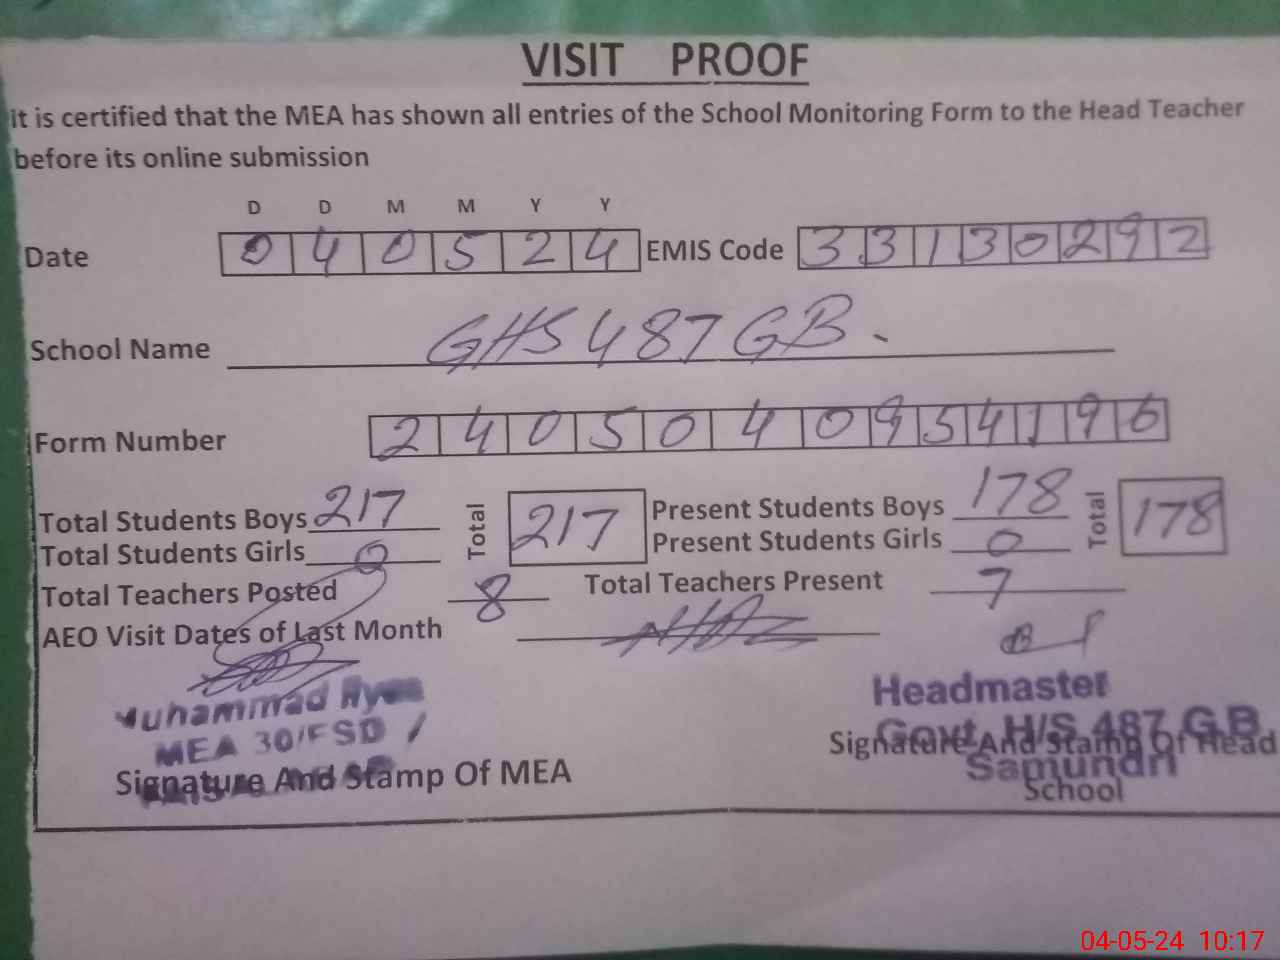 VISIT PROOF
It is certified that the MEA has shown all entries of the School Monitoring Form to the Head Teacher
before its online submission
D D M M Y Y
Date 0 4 0 5 2 4 EMIS Code 3 3 1 3 0 2 9 2
School Name GHS 487 GB.
Form Number 2 4 0 5 0 4 0 9 5 4 1 9 6
Total Students Boys 217 Total 217 Present Students Boys 178 Total 178
Total Students Girls 0 Present Students Girls 0
Total Teachers Posted 8 Total Teachers Present 7
AEO Visit Dates of Last Month
Muhammad Ilyas
MEA 30/FSD
Signature And Stamp Of MEA
Headmaster
Govt. H/S 487 G.B
Samundri
Signature And Stamp Of Head
School
04-05-24 10:17